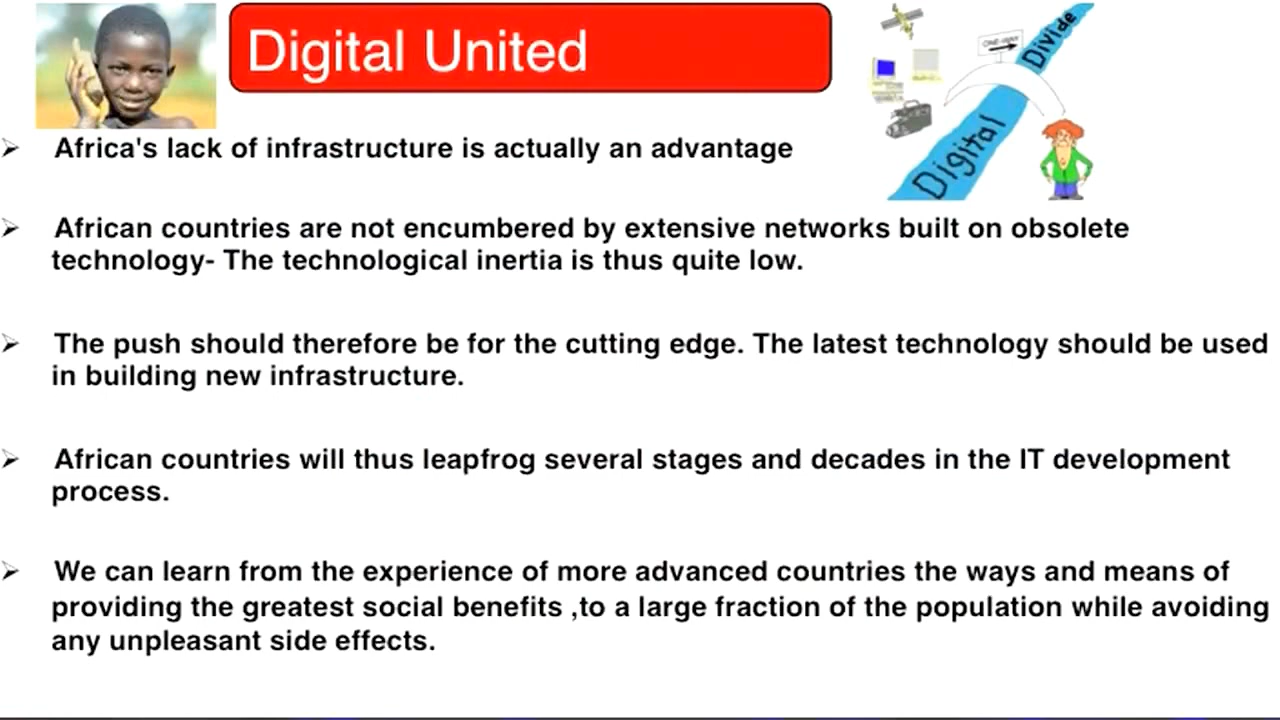 Digital United
ONE-WAY
Digital Divide
➢ Africa's lack of infrastructure is actually an advantage
➢ African countries are not encumbered by extensive networks built on obsolete
technology- The technological inertia is thus quite low.
➢ The push should therefore be for the cutting edge. The latest technology should be used
in building new infrastructure.
➢ African countries will thus leapfrog several stages and decades in the IT development
process.
➢ We can learn from the experience of more advanced countries the ways and means of
providing the greatest social benefits ,to a large fraction of the population while avoiding
any unpleasant side effects.